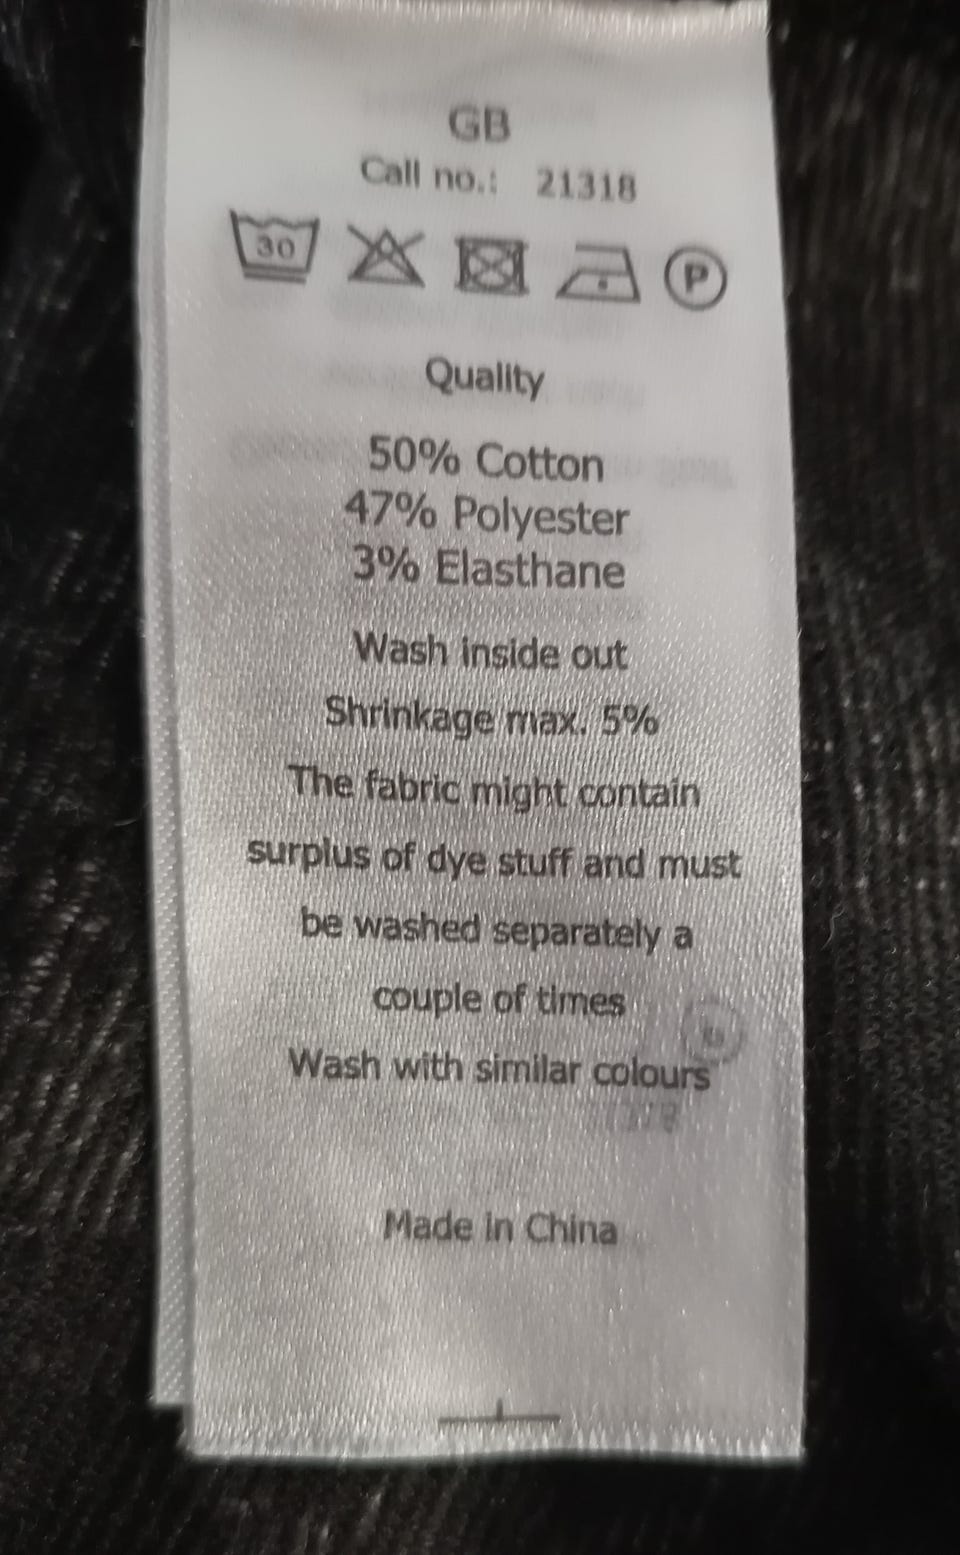 GB
Call no.: 21318
30
P
Quality
50% Cotton
47% Polyester
3% Elasthane
Wash inside out
Shrinkage max. 5%
The fabric might contain
surplus of dye stuff and must
be washed separately a
couple of times
Wash with similar colours
Made in China